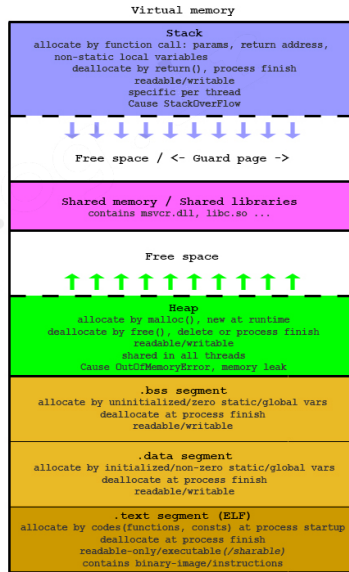 Virtual memory
Stack
allocate by function call: params, return address,
non-static local variables
deallocate by return(), process finish
readable/writable
specific per thread
Cause StackOverFlow
Free space / <- Guard page ->
Shared memory / Shared libraries
contains msvcr.dll, libc.so ...
Free space
Heap
allocate by malloc(), new at runtime
deallocate by free(), delete or process finish
readable/writable
shared in all threads
Cause OutOfMemoryError, memory leak
.bss segment
allocate by uninitialized/zero static/global vars
deallocate at process finish
readable/writable
.data segment
allocate by initialized/non-zero static/global vars
deallocate at process finish
readable/writable
.text segment (ELF)
allocate by codes(functions, consts) at process startup
deallocate at process finish
readable-only/executable(/sharable)
contains binary-image/instructions